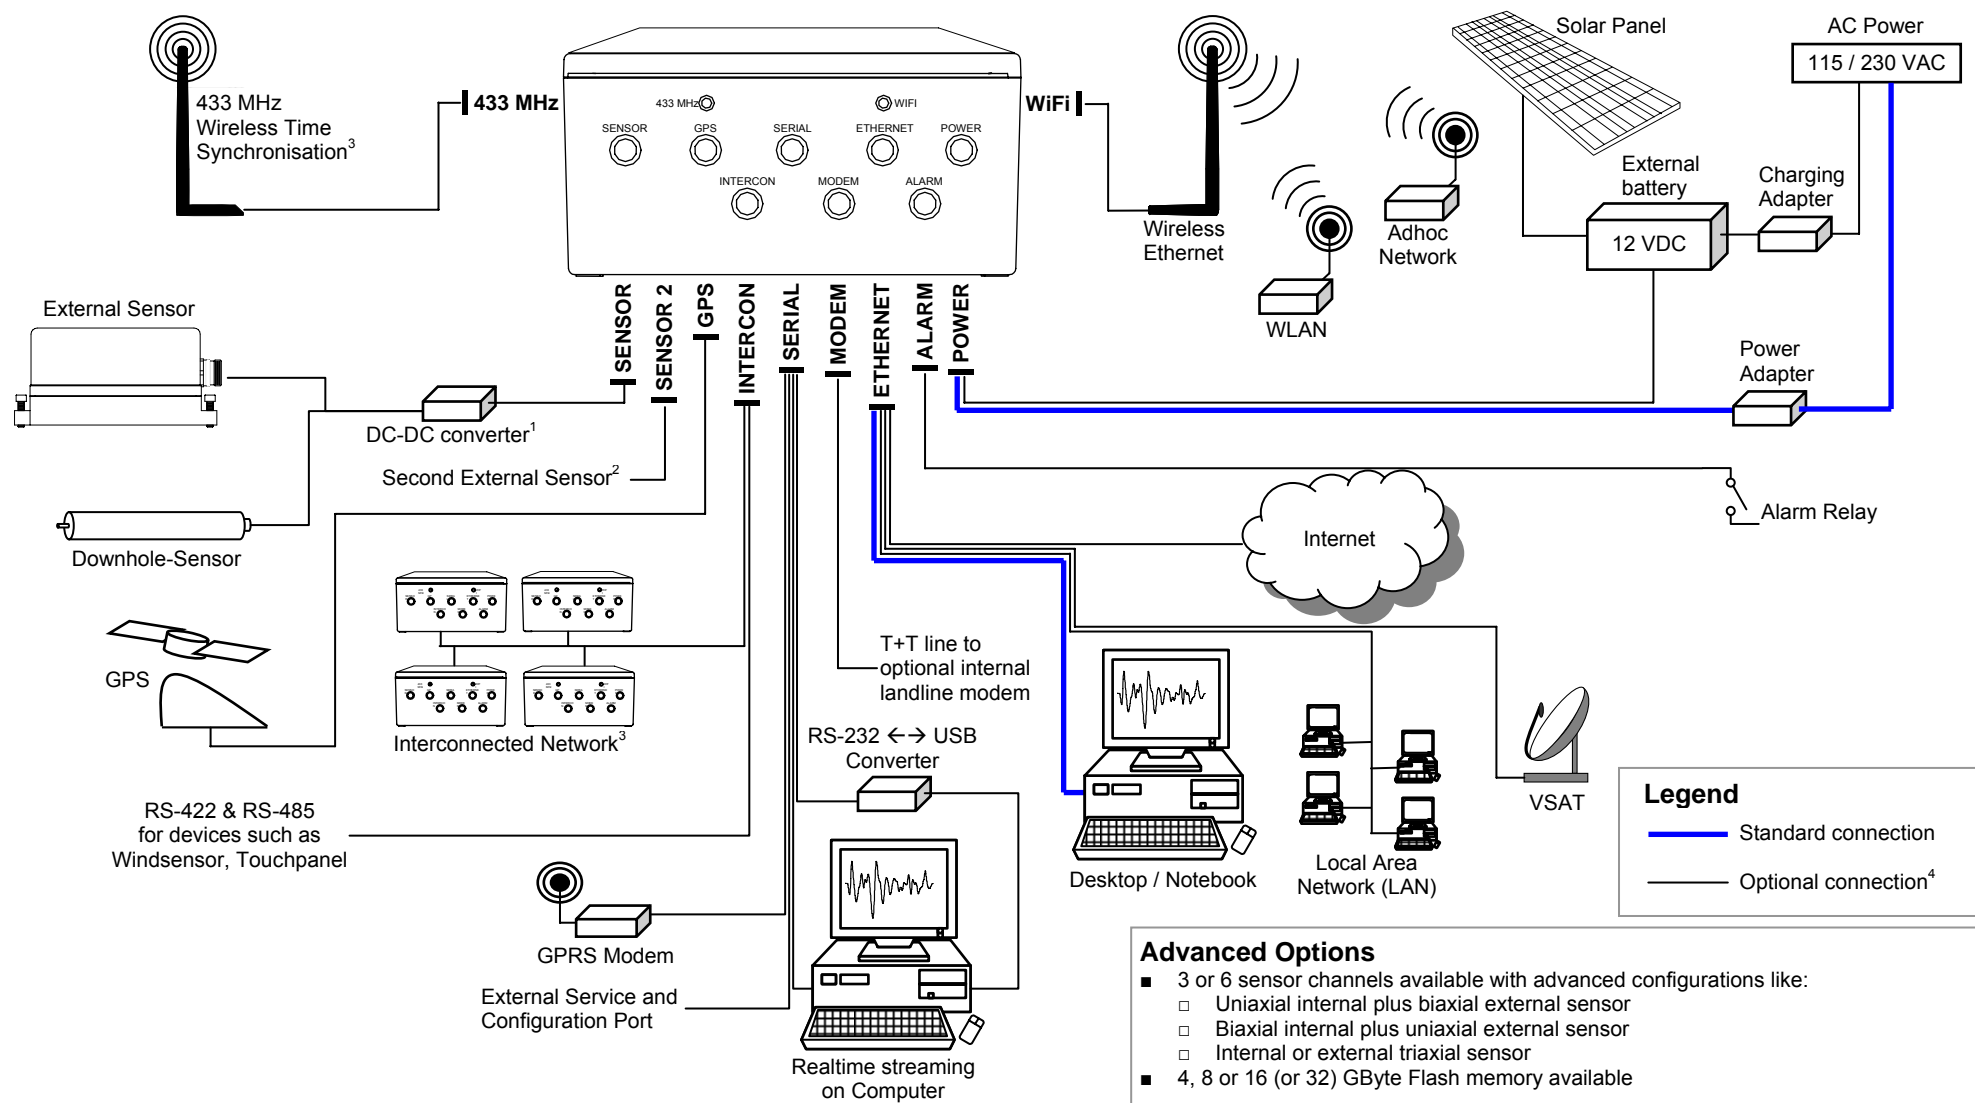 433 MHz
Wireless Time
Synchronisation3
433 MHz
433 MHz
WIFI
SENSOR
GPS
SERIAL
ETHERNET
POWER
INTERCON
MODEM
ALARM
WiFi
Wireless
Ethernet
WLAN
Adhoc
Network
Solar Panel
AC Power
115 / 230 VAC
External
battery
12 VDC
Charging
Adapter
Power
Adapter
SENSOR
SENSOR 2
GPS
INTERCON
SERIAL
MODEM
ETHERNET
ALARM
POWER
External Sensor
DC-DC converter1
Second External Sensor2
Downhole-Sensor
GPS
Interconnected Network3
RS-422 & RS-485
for devices such as
Windsensor, Touchpanel
GPRS Modem
External Service and
Configuration Port
T+T line to
optional internal
landline modem
RS-232 ←→ USB
Converter
Realtime streaming
on Computer
Desktop / Notebook
Internet
Alarm Relay
Local Area
Network (LAN)
VSAT
Legend
Standard connection
Optional connection4
Advanced Options
■ 3 or 6 sensor channels available with advanced configurations like:
□ Uniaxial internal plus biaxial external sensor
□ Biaxial internal plus uniaxial external sensor
□ Internal or external triaxial sensor
■ 4, 8 or 16 (or 32) GByte Flash memory available